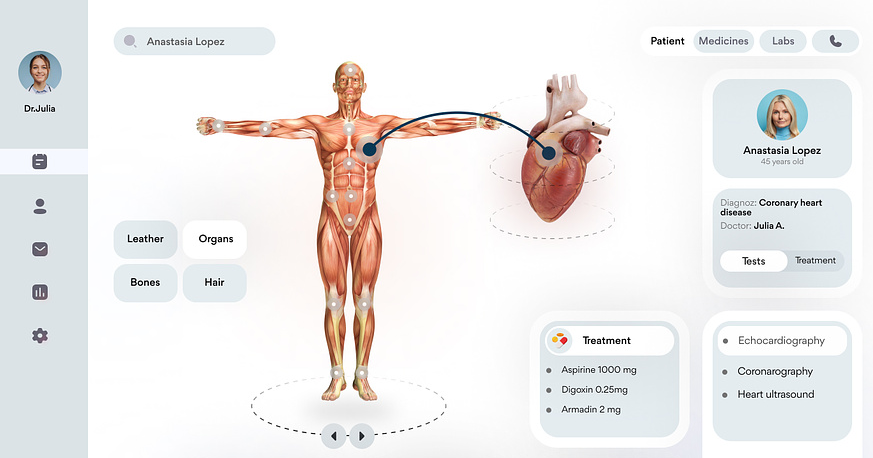 Anastasia Lopez
Patient
Medicines
Labs
Dr.Julia
Anastasia Lopez
45 years old
Diagnoz: Coronary heart
disease
Doctor: Julia A.
Tests
Treatment
Leather
Organs
Bones
Hair
Treatment
Aspirine 1000 mg
Digoxin 0.25mg
Armadin 2 mg
Echocardiography
Coronarography
Heart ultrasound